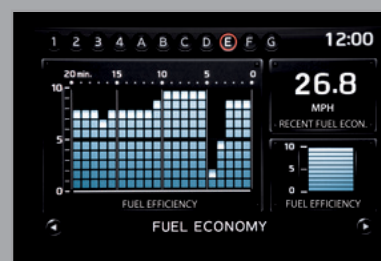 1 2 3 4 A B C D E F G 12:00
20 min. 15 10 5 0
10
5
0
FUEL EFFICIENCY
26.8
MPH
RECENT FUEL ECON.
10
5
0
FUEL EFFICIENCY
FUEL ECONOMY